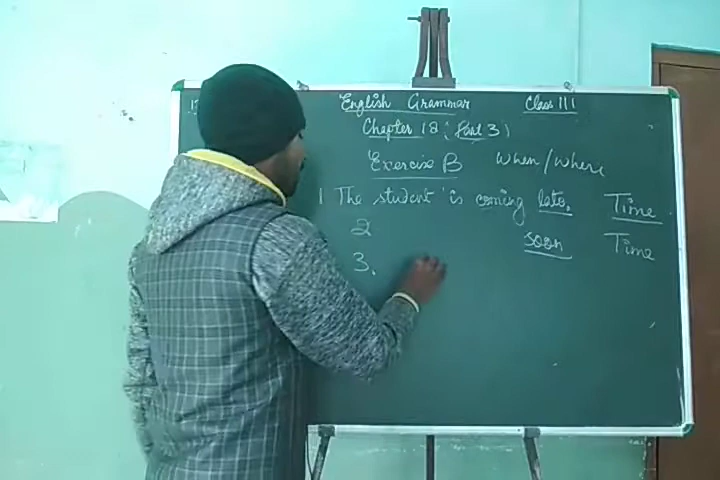 English Grammar Class III
Chapter 18 (Part 3)
Exercise B When/Where
1 The student is coming late. Time
2 soon Time
3.